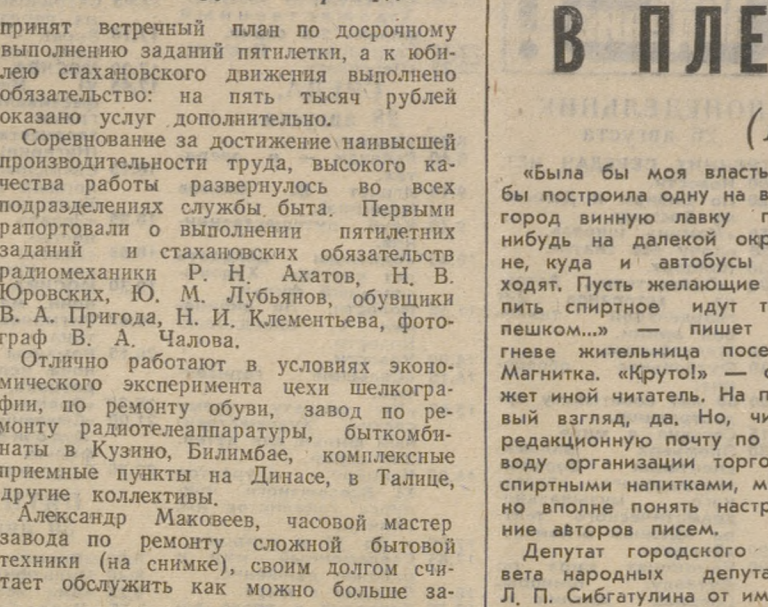 принят встречный план по досрочному
выполнению заданий пятилетки, а к юби-
лею стахановского движения выполнено
обязательство: на пять тысяч рублей
оказано услуг дополнительно.
Соревнование за достижение наивысшей
производительности труда, высокого ка-
чества работы развернулось во всех
подразделениях службы быта. Первыми
рапортовали о выполнении пятилетних
заданий и стахановских обязательств
радиомеханики Р. Н. Ахатов, Н. В.
Юровских, Ю. М. Лубьянов, обувщики
В. А. Пригода, Н. И. Клементьева, фото-
граф В. А. Чалова.
Отлично работают в условиях эконо-
мического эксперимента цехи шелкогра-
фии, по ремонту обуви, завод по ре-
монту радиотелеаппаратуры, быткомби-
наты в Кузино, Билимбае, комплексные
приемные пункты на Динасе, в Талице,
другие коллективы.
Александр Маковеев, часовой мастер
завода по ремонту сложной бытовой
техники (на снимке), своим долгом счи-
тает обслужить как можно больше за-
В ПЛЕ
«Была бы моя власть
бы построила одну на в
город винную лавку г
нибудь на далекой окр
не, куда и автобусы
ходят. Пусть желающие
пить спиртное идут т
пешком...» — пишет
гневе жительница посе
Магнитка. «Круто!» — с
жет иной читатель. На п
вый взгляд, да. Но, чи
редакционную почту по
воду организации торго
спиртными напитками, м
но вполне понять настр
ние авторов писем.
Депутат городского
вета народных депута
Л. П. Сибгатулина от им